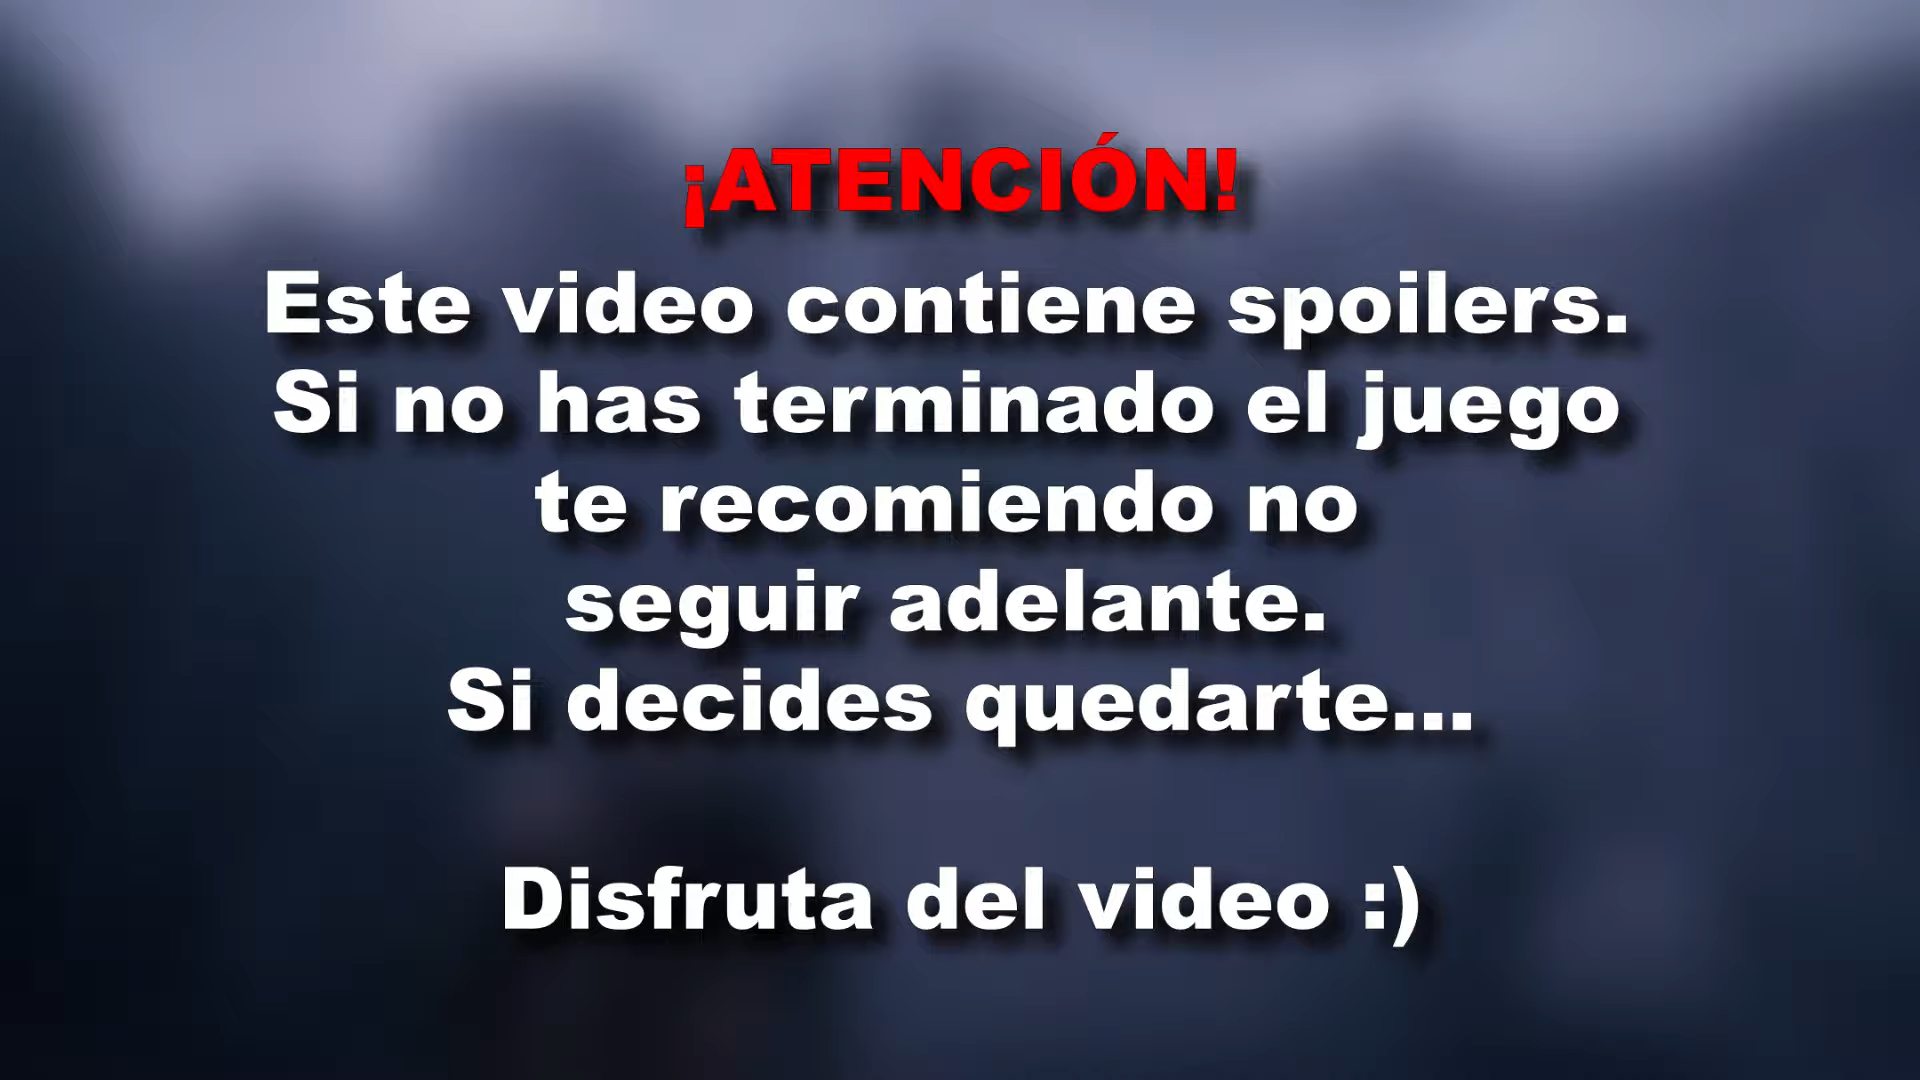 ¡ATENCIÓN!
Este video contiene spoilers.
Si no has terminado el juego
te recomiendo no
seguir adelante.
Si decides quedarte...
Disfruta del video :)